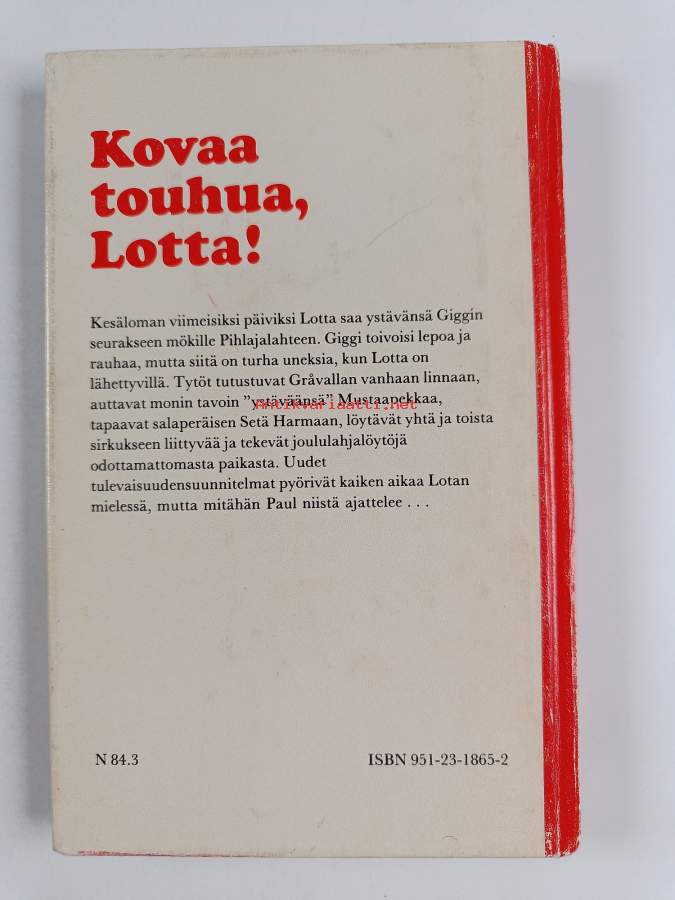 Kovaa
touhua,
Lotta!
Kesäloman viimeisiksi päiviksi Lotta saa ystävänsä Giggin
seurakseen mökille Pihlajalahteen. Giggi toivoisi lepoa ja
rauhaa, mutta siitä on turha uneksia, kun Lotta on
lähettyvillä. Tytöt tutustuvat Gråvallan vanhaan linnaan,
auttavat monin tavoin ”ystäväänsä” Mustaapekkaa,
antikvariaatti.net
tapaavat salaperäisen Setä Harmaan, löytävät yhtä ja toista
sirkukseen liittyvää ja tekevät joululahjalöytöjä
odottamattomasta paikasta. Uudet
tulevaisuudensuunnitelmat pyörivät kaiken aikaa Lotan
mielessä, mutta mitähän Paul niistä ajattelee . . .
N 84.3
ISBN 951-23-1865-2